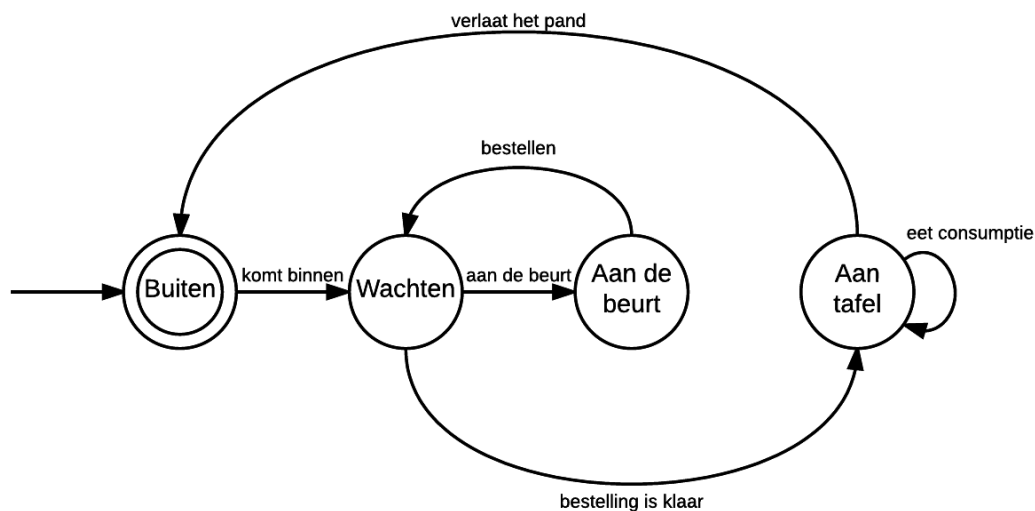 verlaat het pand
bestellen
eet consumptie
Buiten
komt binnen
Wachten
aan de beurt
Aan de
beurt
Aan
tafel
bestelling is klaar